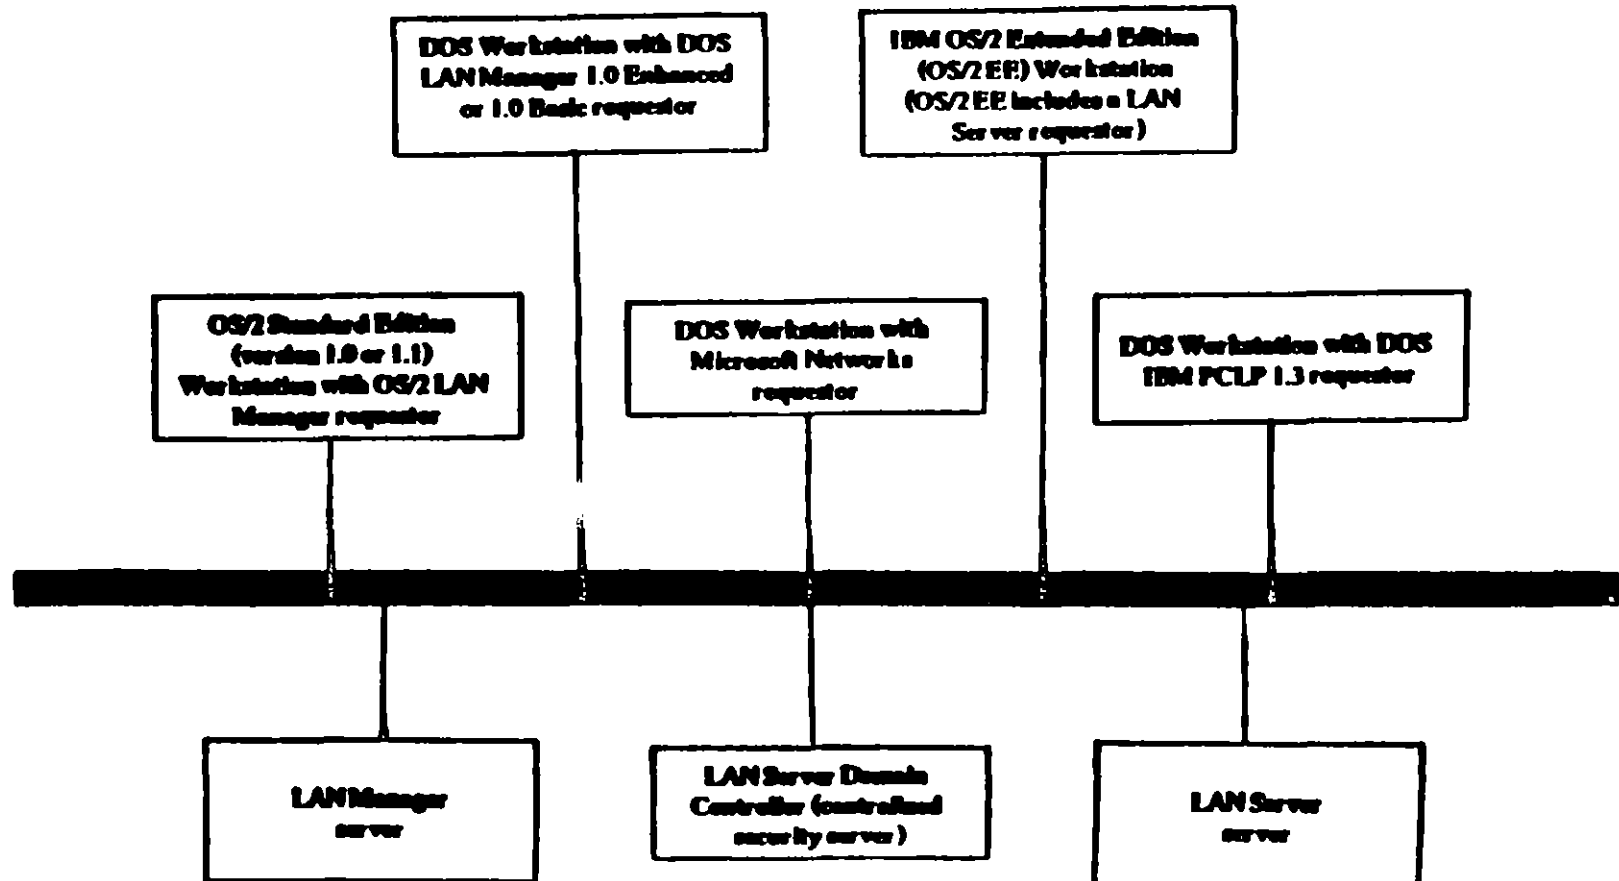 DOS Workstation with DOS
LAN Manager 1.0 Enhanced
or 1.0 Basic requestor
IBM OS/2 Extended Edition
(OS/2 EE) Workstation
(OS/2 EE includes a LAN
Server requestor)
OS/2 Standard Edition
(version 1.0 or 1.1)
Workstation with OS/2 LAN
Manager requestor
DOS Workstation with
Microsoft Networks
requestor
DOS Workstation with DOS
IBM PCLP 1.3 requestor
LAN Manager
server
LAN Server Domain
Controller (centralized
security server)
LAN Server
server